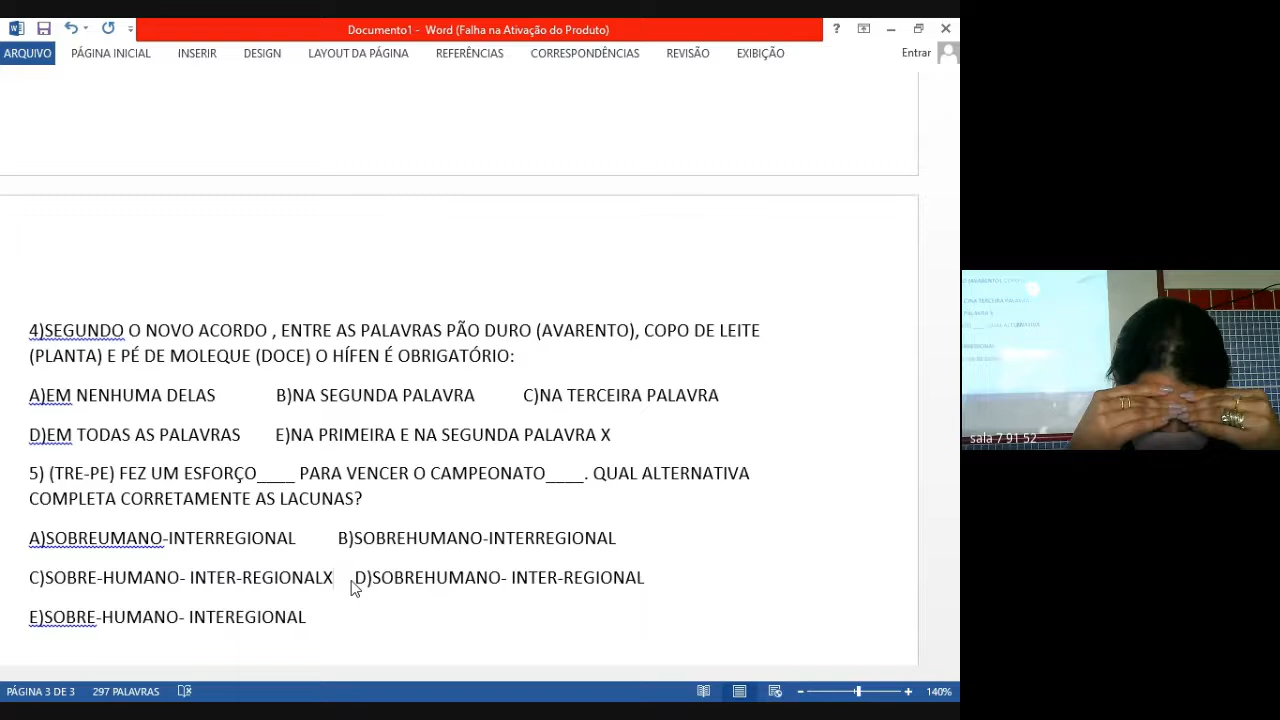 Documento1 - Word (Falha na Ativação do Produto)
ARQUIVO PÁGINA INICIAL INSERIR DESIGN LAYOUT DA PÁGINA REFERÊNCIAS CORRESPONDÊNCIAS REVISÃO EXIBIÇÃO Entrar
4)SEGUNDO O NOVO ACORDO , ENTRE AS PALAVRAS PÃO DURO (AVARENTO), COPO DE LEITE
(PLANTA) E PÉ DE MOLEQUE (DOCE) O HÍFEN É OBRIGATÓRIO:
A)EM NENHUMA DELAS B)NA SEGUNDA PALAVRA C)NA TERCEIRA PALAVRA
D)EM TODAS AS PALAVRAS E)NA PRIMEIRA E NA SEGUNDA PALAVRA X
5) (TRE-PE) FEZ UM ESFORÇO____ PARA VENCER O CAMPEONATO____. QUAL ALTERNATIVA
COMPLETA CORRETAMENTE AS LACUNAS?
A)SOBREUMANO-INTERREGIONAL B)SOBREHUMANO-INTERREGIONAL
C)SOBRE-HUMANO- INTER-REGIONALX D)SOBREHUMANO- INTER-REGIONAL
E)SOBRE-HUMANO- INTEREGIONAL
PÁGINA 3 DE 3 297 PALAVRAS 140%
sala 7 91 52